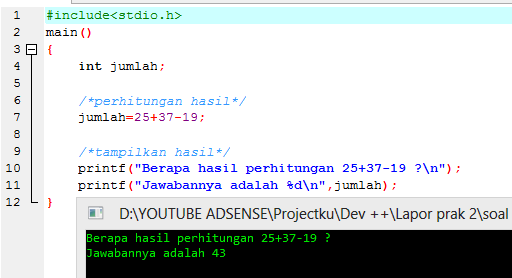 1 #include<stdio.h>
2 main()
3 {
4 int jumlah;
5
6 /*perhitungan hasil*/
7 jumlah=25+37-19;
8
9 /*tampilkan hasil*/
10 printf("Berapa hasil perhitungan 25+37-19 ?\n");
11 printf("Jawabannya adalah %d\n",jumlah);
12 }
D:\YOUTUBE ADSENSE\Projectku\Dev ++\Lapor prak 2\soal
Berapa hasil perhitungan 25+37-19 ?
Jawabannya adalah 43